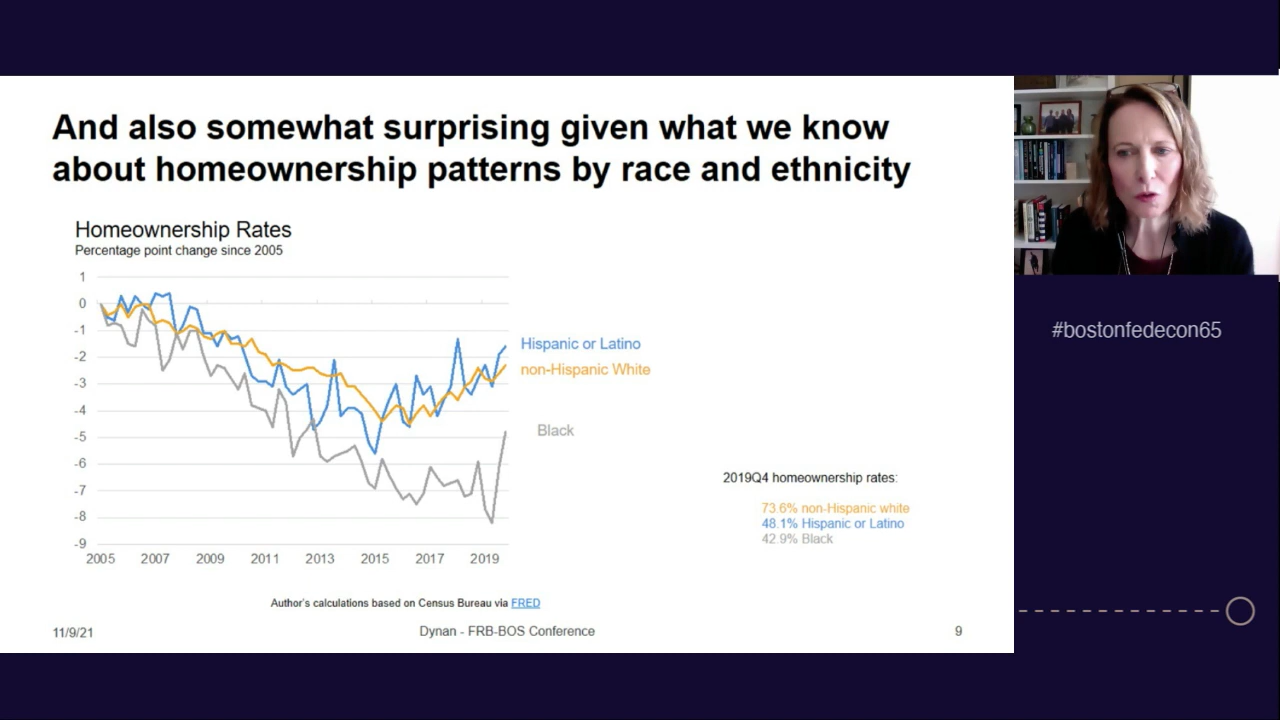 And also somewhat surprising given what we know
about homeownership patterns by race and ethnicity
Homeownership Rates
Percentage point change since 2005
1
0
-1
-2
-3
-4
-5
-6
-7
-8
-9
2005 2007 2009 2011 2013 2015 2017 2019
Hispanic or Latino
non-Hispanic White
Black
2019Q4 homeownership rates:
73.6% non-Hispanic white
48.1% Hispanic or Latino
42.9% Black
Author's calculations based on Census Bureau via FRED
11/9/21
Dynan - FRB-BOS Conference
9
#bostonfedecon65